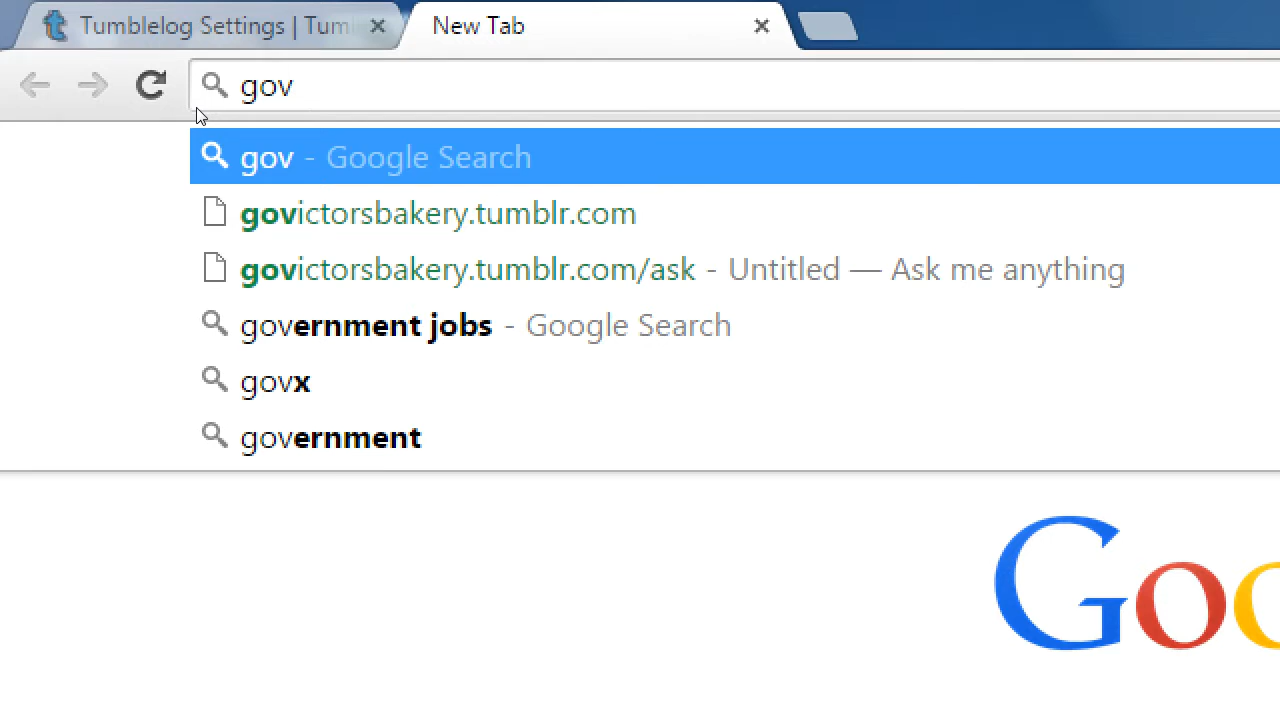 Tumblelog Settings | Tum
New Tab
gov
gov - Google Search
govictorsbakery.tumblr.com
govictorsbakery.tumblr.com/ask - Untitled — Ask me anything
government jobs - Google Search
govx
government
Goo